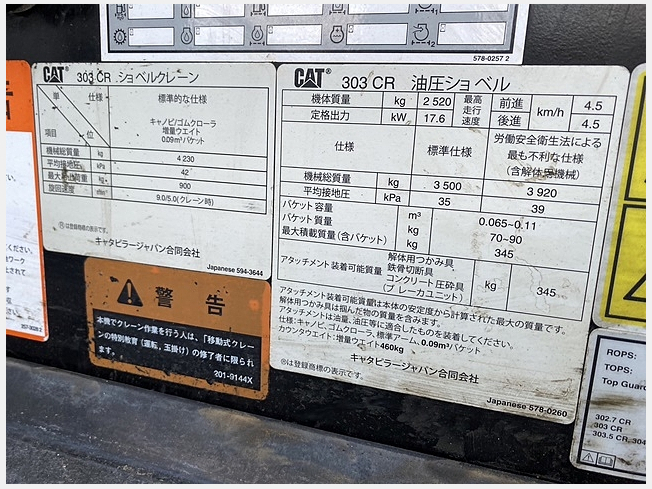 578-0257 2
CAT 303 CR ショベルクレーン
単 仕様 標準的な仕様
キャノピ/ゴムクローラ
増量ウエイト
0.09m³バケット
項目 位
機械総質量 kg 4 230
平均接地圧 kPa 42
最大 荷重 kg 900
旋回速度 9.0/5.0(クレーン時)
Ⓡは登録商標の表示です。
キャタピラージャパン合同会社
Japanese 594-3644
警告
本機でクレーン作業を行う人は、「移動式クレー
ンの特別教育(運転,玉掛け)の修了者に限られ
ます。
201-9144X
CAT 303 CR 油圧ショベル
機体質量 kg 2 520 最高走行速度 前進 km/h 4.5
定格出力 kW 17.6 後進 4.5
仕様 標準仕様 労働安全衛生法による
最も不利な仕様
(含解体用機械)
機械総質量 kg 3 500 3 920
平均接地圧 kPa 35 39
バケット容量 m³ 0.065~0.11
バケット質量 kg 70~90
最大積載質量(含バケット) kg 345
アタッチメント装着可能質量 解体用つかみ具
鉄骨切断具
コンクリート圧砕具
(ブレーカユニット)
kg 345
アタッチメント装着可能質量は本体の安定度から計算された最大の質量です。
解体用つかみ具は掴んだ物の質量を含みます。
アタッチメントは油量、油圧等に適合したものを装着してください。
仕様:キャノピ、ゴムクローラ、標準アーム、0.09m³バケット
カウンタウエイト:増量ウエイト460kg
キャタピラージャパン合同会社
Ⓡは登録商標の表示です。
Japanese 578-0260
ROPS:
TOPS:
Top Guard
302.7 CR
303 CR
303.5 CR, 304